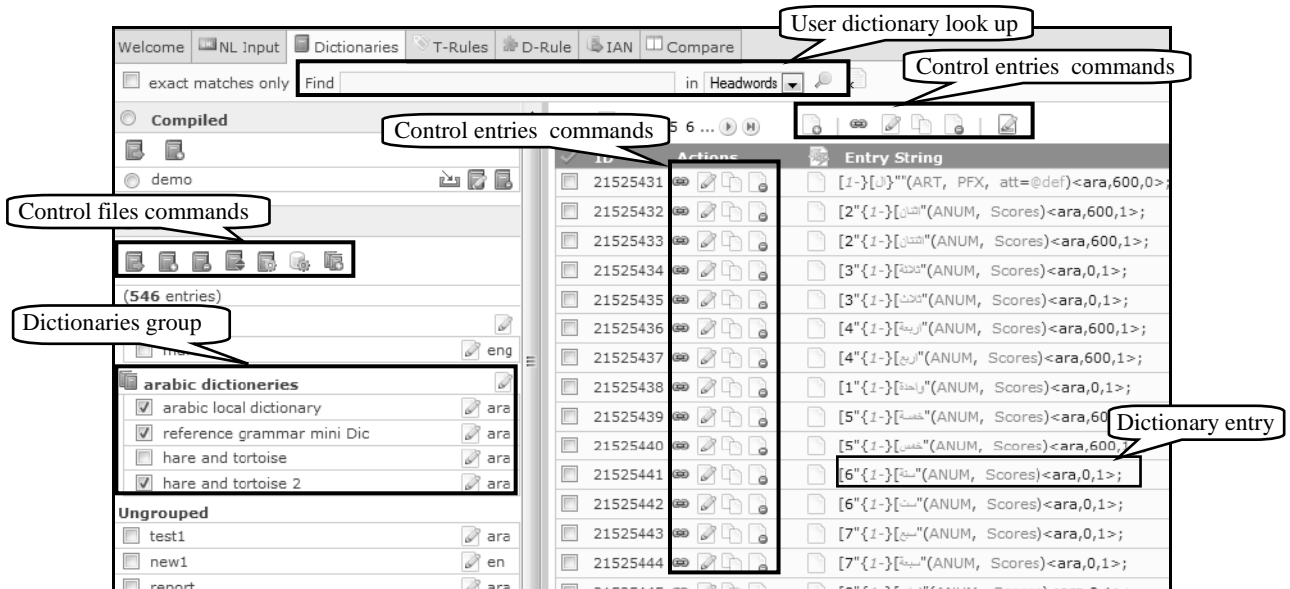 User dictionary look up
Welcome NL Input Dictionaries T-Rules D-Rule IAN Compare
exact matches only Find in Headwords
Control entries commands
Compiled
Control entries commands
5 6 ...
ID Actions Entry String
demo
21525431 [1-}[ال}""(ART, PFX, att=@def)<ara,600,0>;
Control files commands
21525432 [2"{1-}[اثنان"(ANUM, Scores)<ara,600,1>;
21525433 [2"{1-}[اثنتان"(ANUM, Scores)<ara,600,1>;
21525434 [3"{1-}[ثلاثة"(ANUM, Scores)<ara,0,1>;
(546 entries)
21525435 [3"{1-}[ثلاث"(ANUM, Scores)<ara,0,1>;
Dictionaries group
21525436 [4"{1-}[اربعة"(ANUM, Scores)<ara,600,1>;
eng
21525437 [4"{1-}[اربع"(ANUM, Scores)<ara,600,1>;
arabic dictioneries
21525438 [1"{1-}[واحدة"(ANUM, Scores)<ara,0,1>;
arabic local dictionary ara
21525439 [5"{1-}[خمسة"(ANUM, Scores)<ara,60
Dictionary entry
reference grammar mini Dic ara
21525440 [5"{1-}[خمس"(ANUM, Scores)<ara,600,1
hare and tortoise ara
21525441 [6"{1-}[ستة"(ANUM, Scores)<ara,0,1>;
hare and tortoise 2 ara
21525442 [6"{1-}[ست"(ANUM, Scores)<ara,0,1>;
Ungrouped
test1 ara
21525443 [7"{1-}[سبع"(ANUM, Scores)<ara,0,1>;
new1 en
21525444 [7"{1-}[سبعة"(ANUM, Scores)<ara,0,1>;
report ara